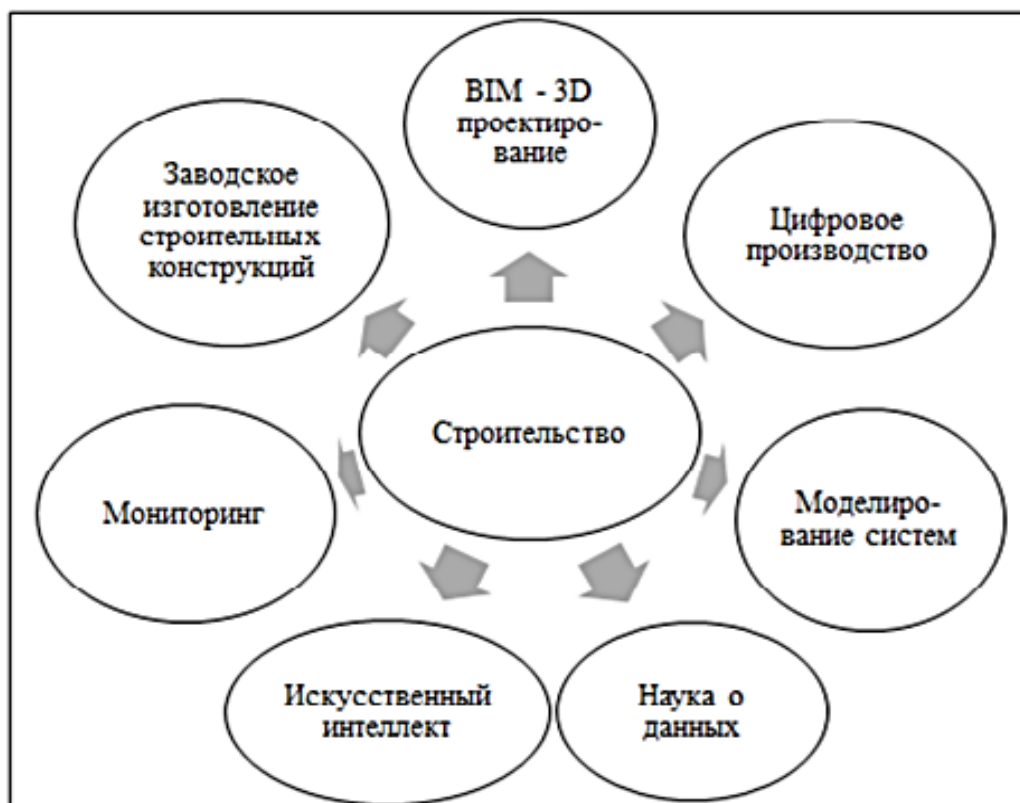 BIM - 3D
проектиро-
вание
Заводское
изготовление
строительных
конструкций
Цифровое
производство
Строительство
Мониторинг
Моделиро-
вание систем
Искусственный
интеллект
Наука о
данных